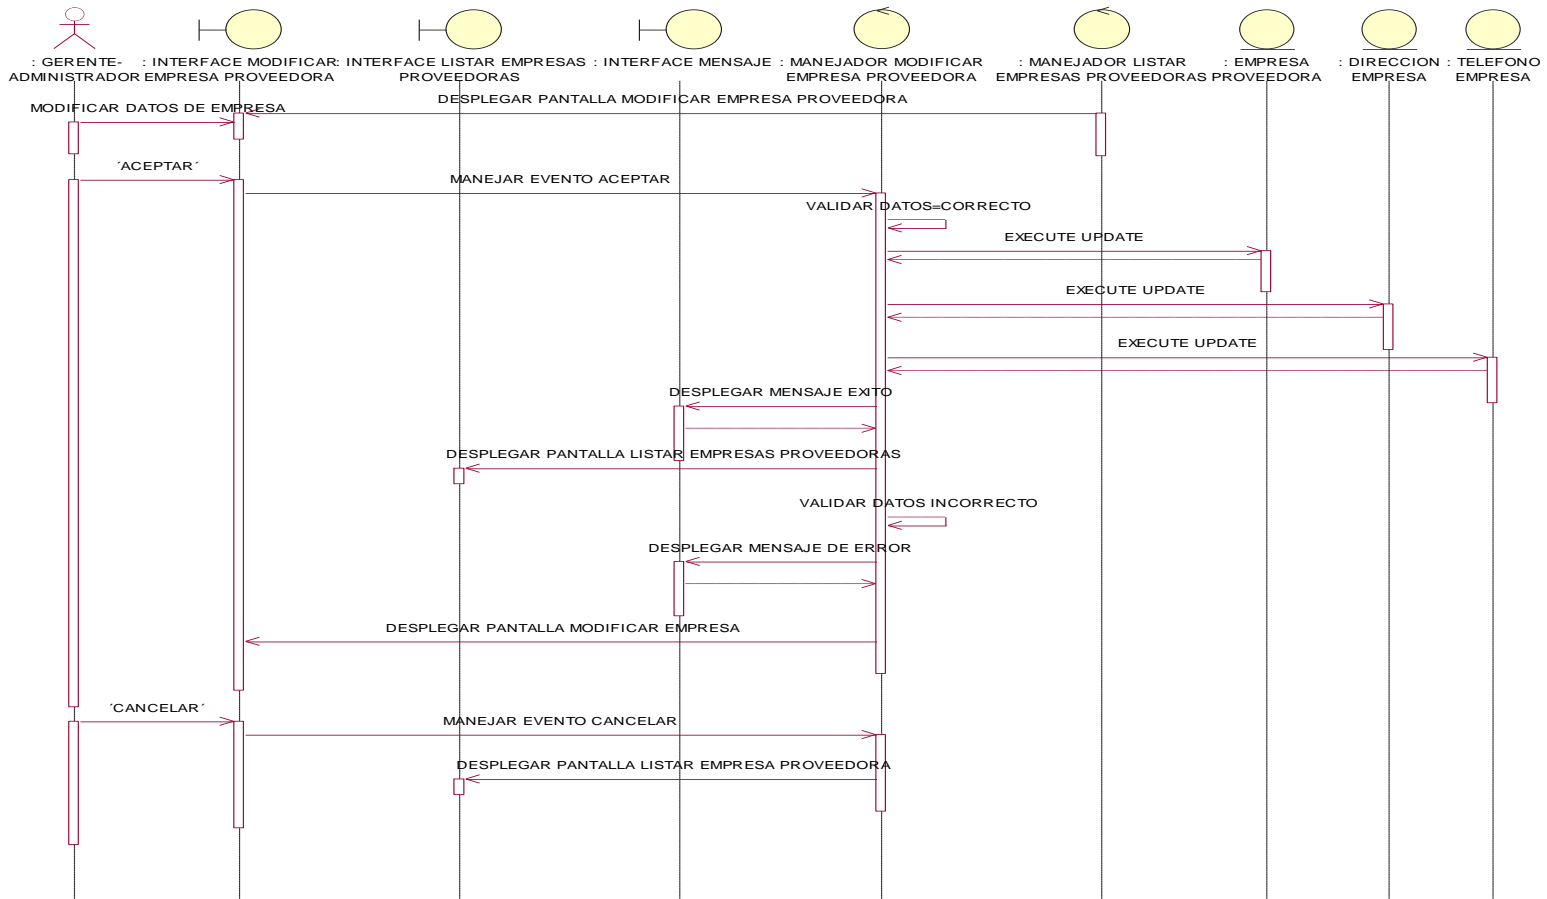 : GERENTE-
ADMINISTRADOR
: INTERFACE MODIFICAR
EMPRESA PROVEEDORA
: INTERFACE LISTAR EMPRESAS
PROVEEDORAS
: INTERFACE MENSAJE
: MANEJADOR MODIFICAR
EMPRESA PROVEEDORA
: MANEJADOR LISTAR
EMPRESAS PROVEEDORAS
: EMPRESA
PROVEEDORA
: DIRECCION
EMPRESA
: TELEFONO
EMPRESA
DESPLEGAR PANTALLA MODIFICAR EMPRESA PROVEEDORA
MODIFICAR DATOS DE EMPRESA
´ACEPTAR´
MANEJAR EVENTO ACEPTAR
VALIDAR DATOS=CORRECTO
EXECUTE UPDATE
EXECUTE UPDATE
EXECUTE UPDATE
DESPLEGAR MENSAJE EXITO
DESPLEGAR PANTALLA LISTAR EMPRESAS PROVEEDORAS
VALIDAR DATOS INCORRECTO
DESPLEGAR MENSAJE DE ERROR
DESPLEGAR PANTALLA MODIFICAR EMPRESA
´CANCELAR´
MANEJAR EVENTO CANCELAR
DESPLEGAR PANTALLA LISTAR EMPRESA PROVEEDORA